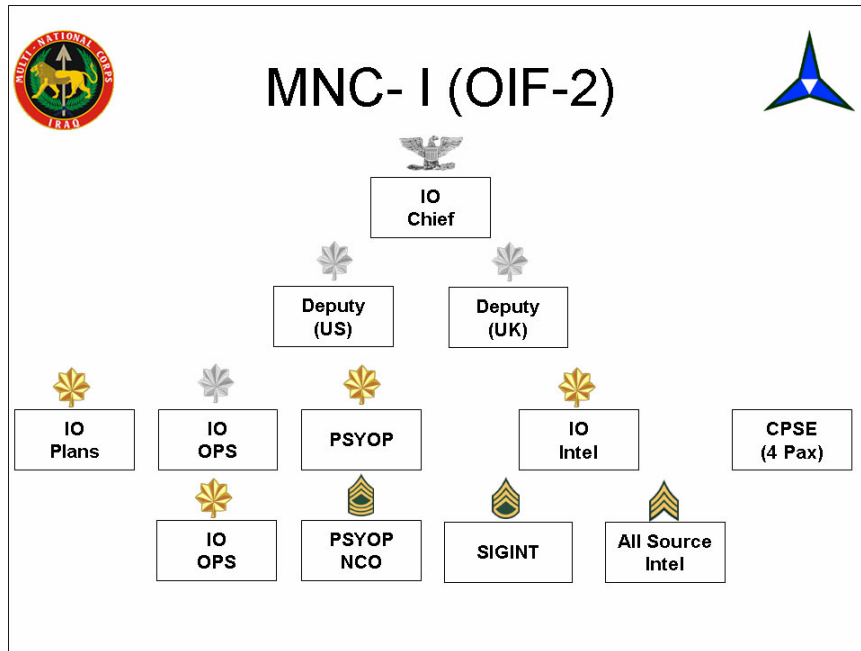 MULTI-NATIONAL CORPS
IRAQ
MNC- I (OIF-2)
IO
Chief
Deputy
(US)
Deputy
(UK)
IO
Plans
IO
OPS
PSYOP
IO
Intel
CPSE
(4 Pax)
IO
OPS
PSYOP
NCO
SIGINT
All Source
Intel